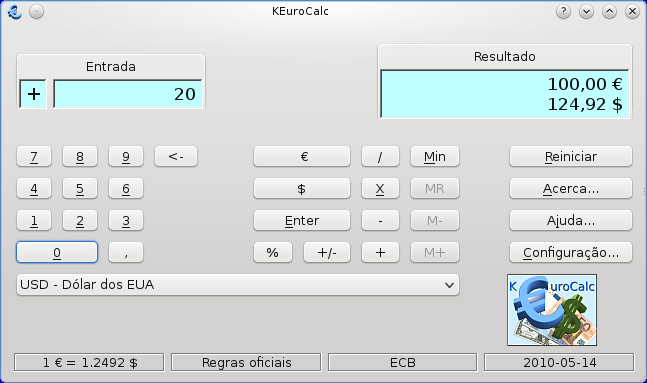 KEuroCalc
Entrada
Resultado
+ 20
100,00 €
124,92 $
7 8 9 <- € / Min Reiniciar
4 5 6 $ X MR Acerca...
1 2 3 Enter - M- Ajuda...
0 , % +/- + M+ Configuração...
USD - Dólar dos EUA
K EuroCalc
1 € = 1.2492 $ Regras oficiais ECB 2010-05-14